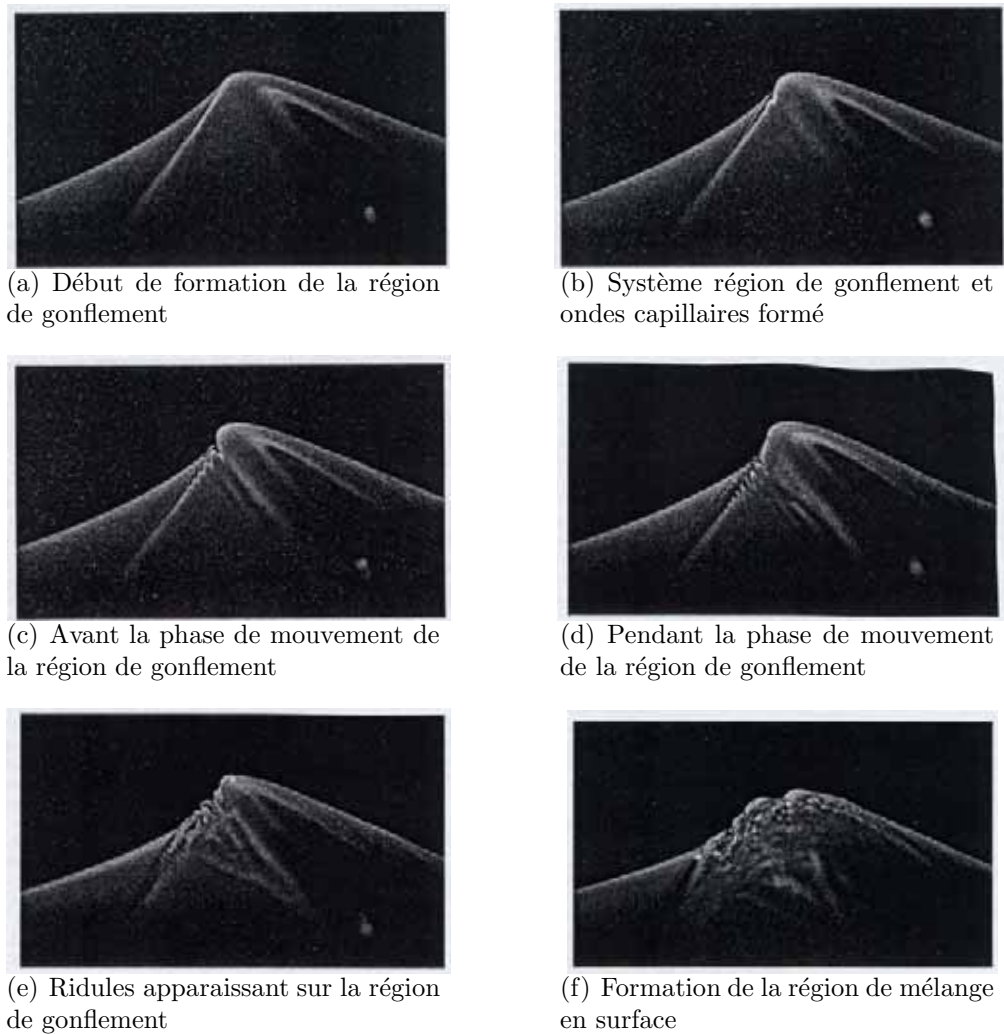 (a) Début de formation de la région
de gonflement
(b) Système région de gonflement et
ondes capillaires formé
(c) Avant la phase de mouvement de
la région de gonflement
(d) Pendant la phase de mouvement
de la région de gonflement
(e) Ridules apparaissant sur la région
de gonflement
(f) Formation de la région de mélange
en surface